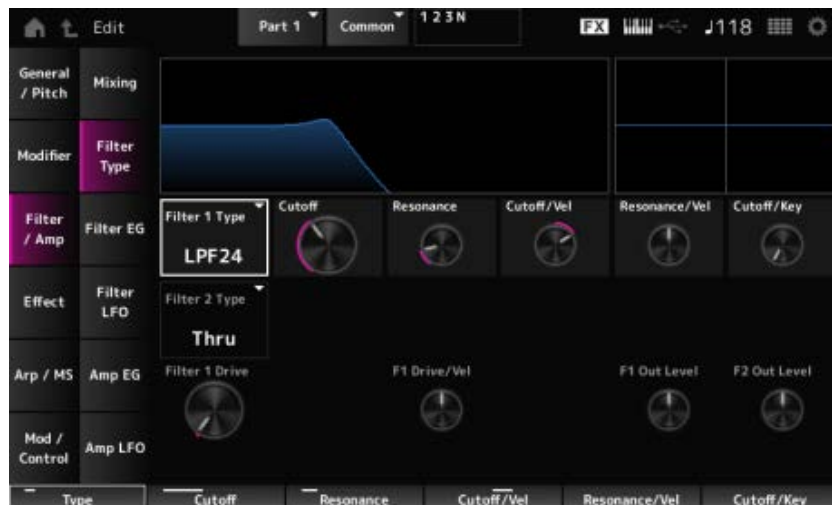 Edit
Part 1
Common
1 2 3 N
FX
♩118
General
/ Pitch
Mixing
Modifier
Filter
Type
Filter
/ Amp
Filter EG
Effect
Filter
LFO
Arp / MS
Amp EG
Mod /
Control
Amp LFO
Filter 1 Type
LPF24
Cutoff
Resonance
Cutoff/Vel
Resonance/Vel
Cutoff/Key
Filter 2 Type
Thru
Filter 1 Drive
F1 Drive/Vel
F1 Out Level
F2 Out Level
Type
Cutoff
Resonance
Cutoff/Vel
Resonance/Vel
Cutoff/Key